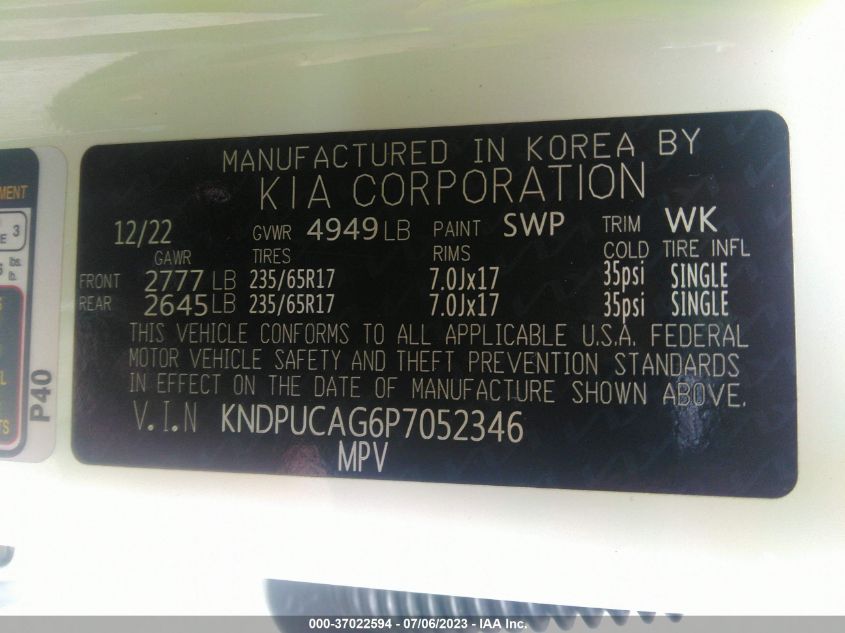 MANUFACTURED IN KOREA BY
KIA CORPORATION
12/22 GVWR 4949 LB PAINT SWP TRIM WK
GAWR TIRES RIMS COLD TIRE INFL
FRONT 2777 LB 235/65R17 7.0Jx17 35psi SINGLE
REAR 2645 LB 235/65R17 7.0Jx17 35psi SINGLE
THIS VEHICLE CONFORMS TO ALL APPLICABLE U.S.A. FEDERAL
MOTOR VEHICLE SAFETY AND THEFT PREVENTION STANDARDS
IN EFFECT ON THE DATE OF MANUFACTURE SHOWN ABOVE.
V.I.N KNDPUCAG6P7052346
MPV
MENT
3
lbs.
P40
000-37022594 - 07/06/2023 - IAA Inc.